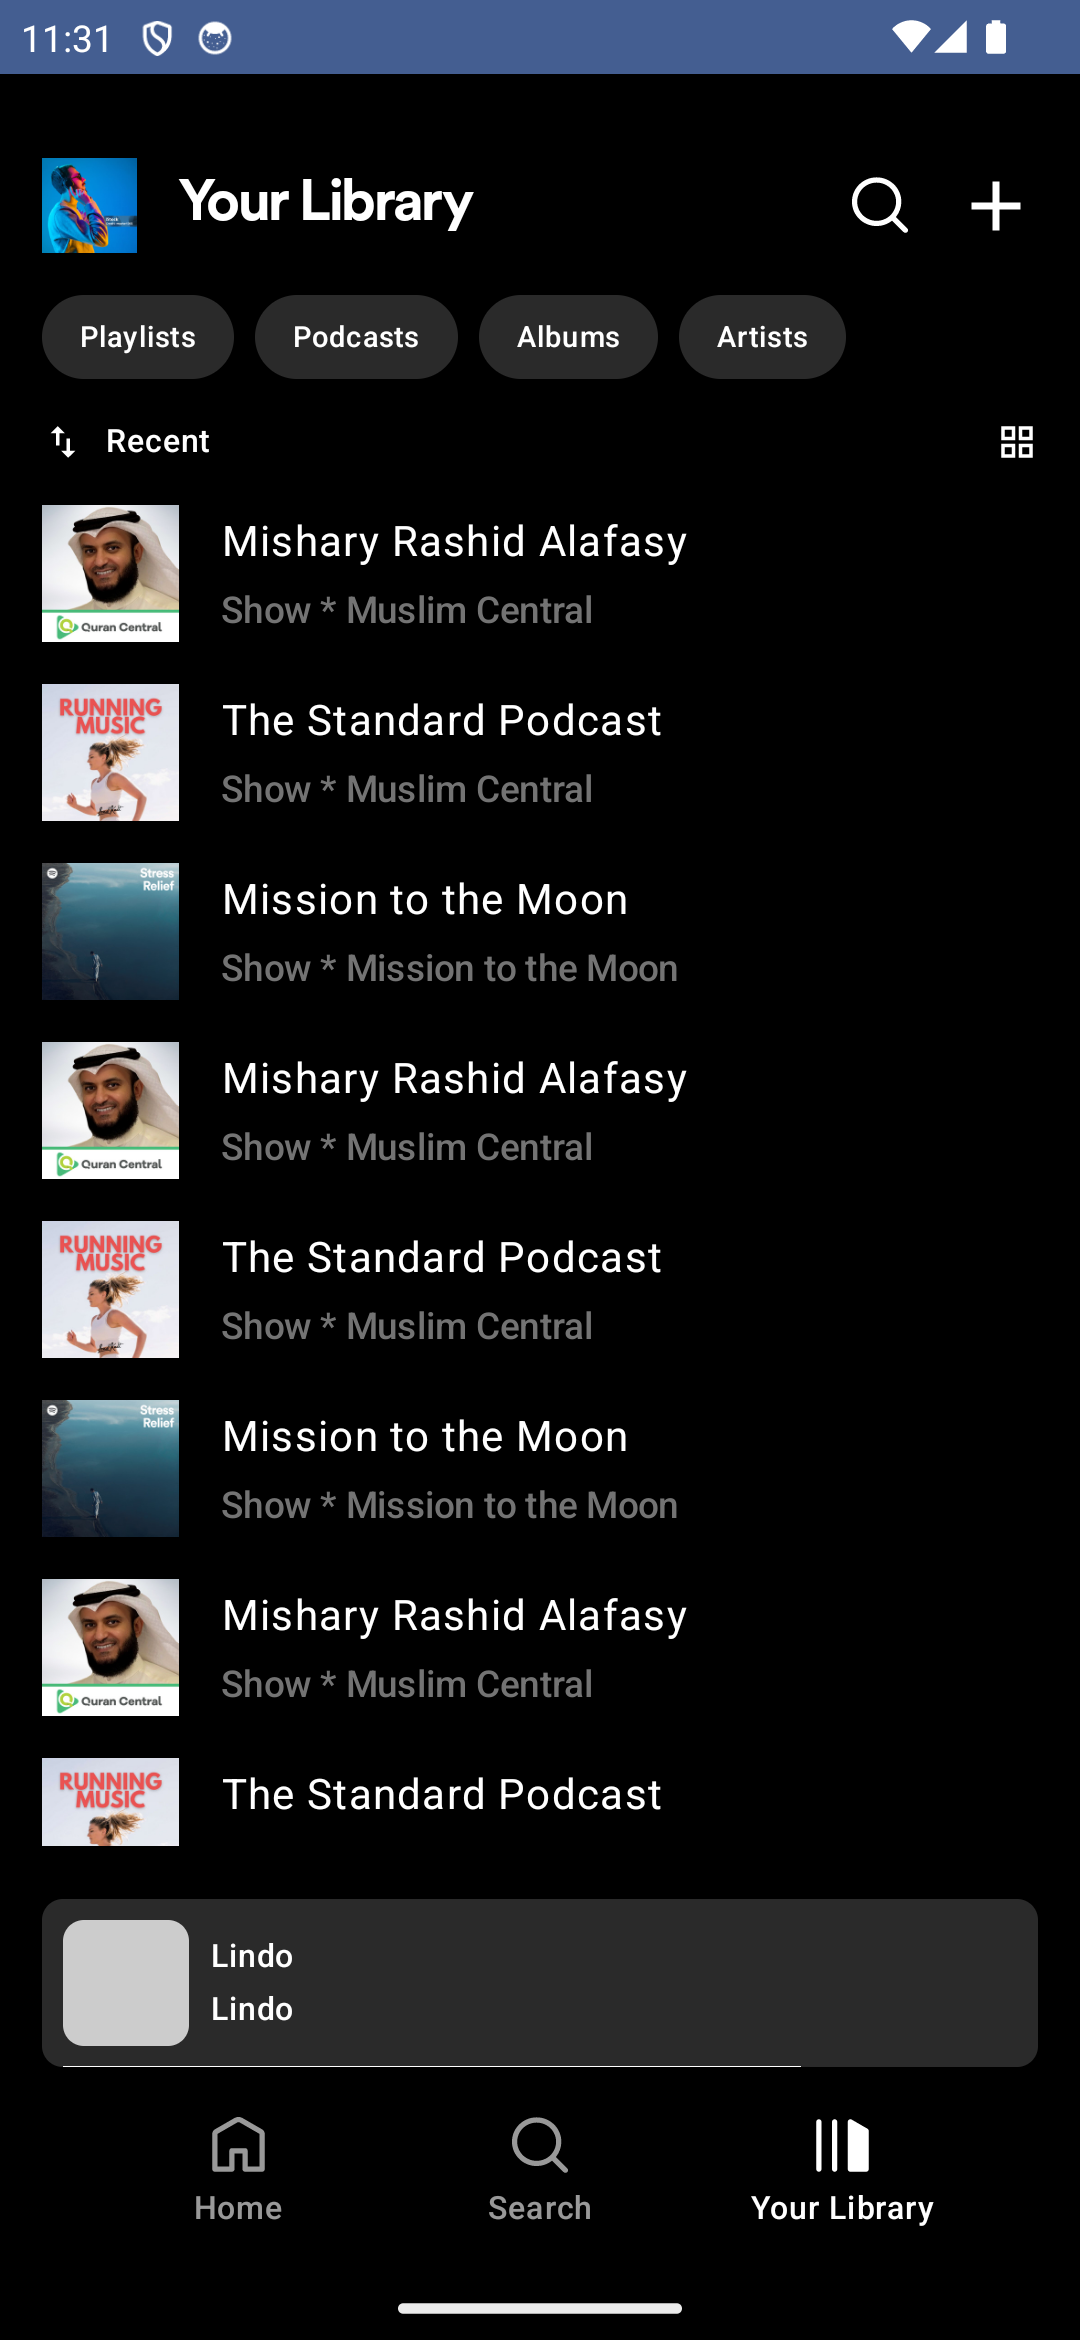 11:31
Your Library
Playlists
Podcasts
Albums
Artists
Recent
Quran Central
Mishary Rashid Alafasy
Show * Muslim Central
RUNNING
MUSIC
The Standard Podcast
Show * Muslim Central
Stress
Relief
Mission to the Moon
Show * Mission to the Moon
Quran Central
Mishary Rashid Alafasy
Show * Muslim Central
RUNNING
MUSIC
The Standard Podcast
Show * Muslim Central
Stress
Relief
Mission to the Moon
Show * Mission to the Moon
Quran Central
Mishary Rashid Alafasy
Show * Muslim Central
RUNNING
MUSIC
The Standard Podcast
Lindo
Lindo
Home
Search
Your Library